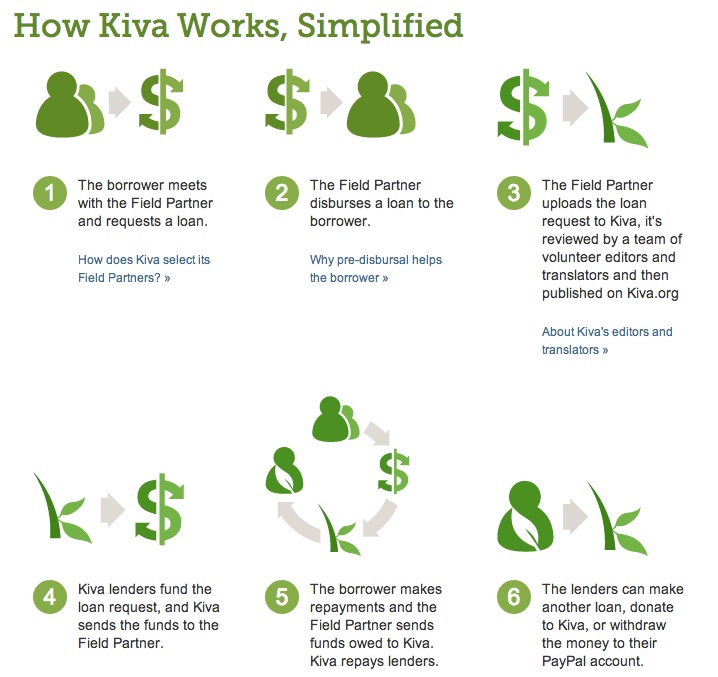 How Kiva Works, Simplified
1
The borrower meets
with the Field Partner
and requests a loan.
How does Kiva select its
Field Partners? »
2
The Field Partner
disburses a loan to the
borrower.
Why pre-disbursal helps
the borrower »
3
The Field Partner
uploads the loan
request to Kiva, it's
reviewed by a team of
volunteer editors and
translators and then
published on Kiva.org
About Kiva's editors and
translators »
4
Kiva lenders fund the
loan request, and Kiva
sends the funds to the
Field Partner.
5
The borrower makes
repayments and the
Field Partner sends
funds owed to Kiva.
Kiva repays lenders.
6
The lenders can make
another loan, donate
to Kiva, or withdraw
the money to their
PayPal account.